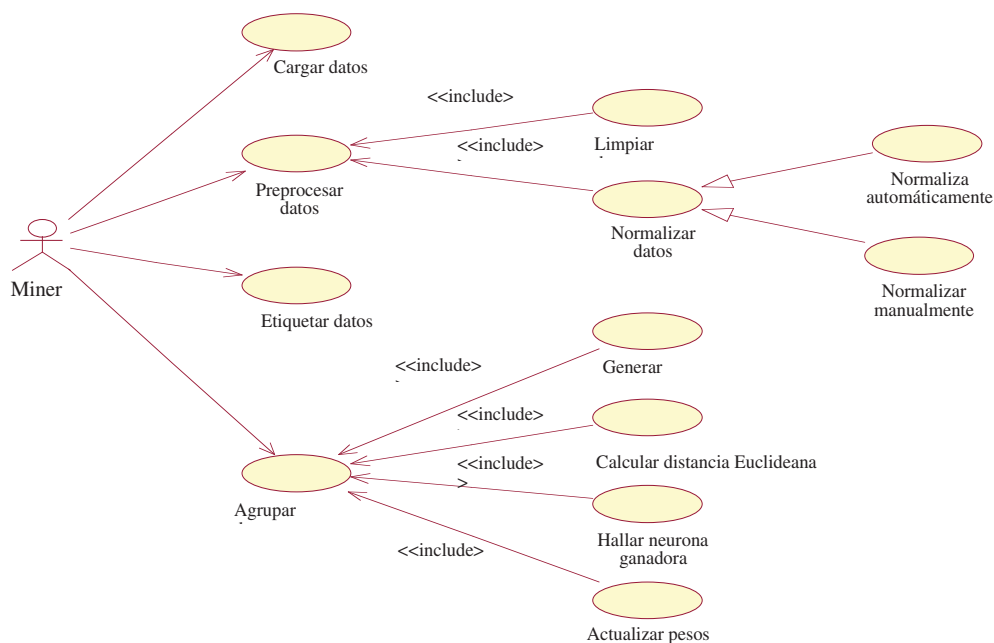 Cargar datos
<<include>
Limpiar
<<include>
>
Preprocesar
datos
Normaliza
automáticamente
Normalizar
datos
Miner
Normalizar
manualmente
Etiquetar datos
<<include>
Generar
<<include>
Calcular distancia Euclideana
<<include>
>
Agrupar
Hallar neurona
ganadora
<<include>
Actualizar pesos